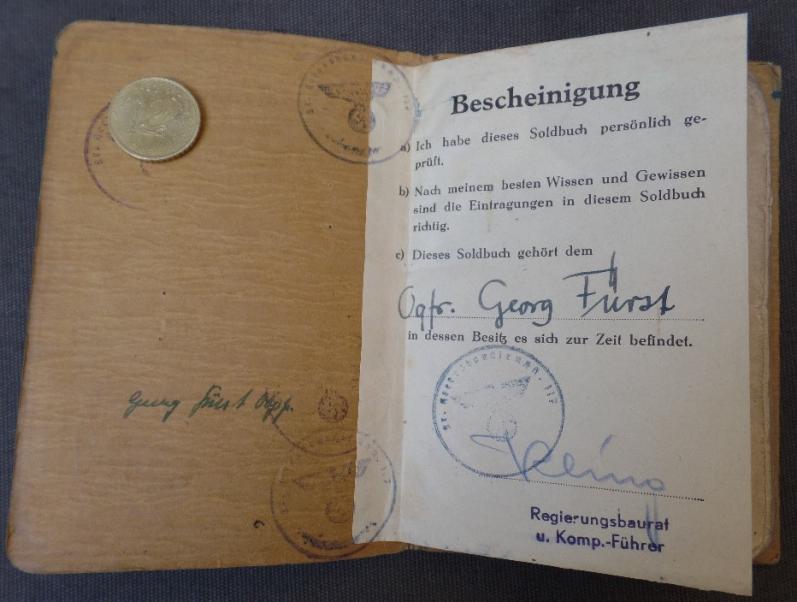 Georg Fürst Ogfr.
Bescheinigung
a) Ich habe dieses Soldbuch persönlich ge-
prüft.
b) Nach meinem besten Wissen und Gewissen
sind die Eintragungen in diesem Soldbuch
richtig.
c) Dieses Soldbuch gehört dem
Ogfr. Georg Fürst
in dessen Besitz es sich zur Zeit befindet.
Regierungsbaurat
u. Komp.-Führer